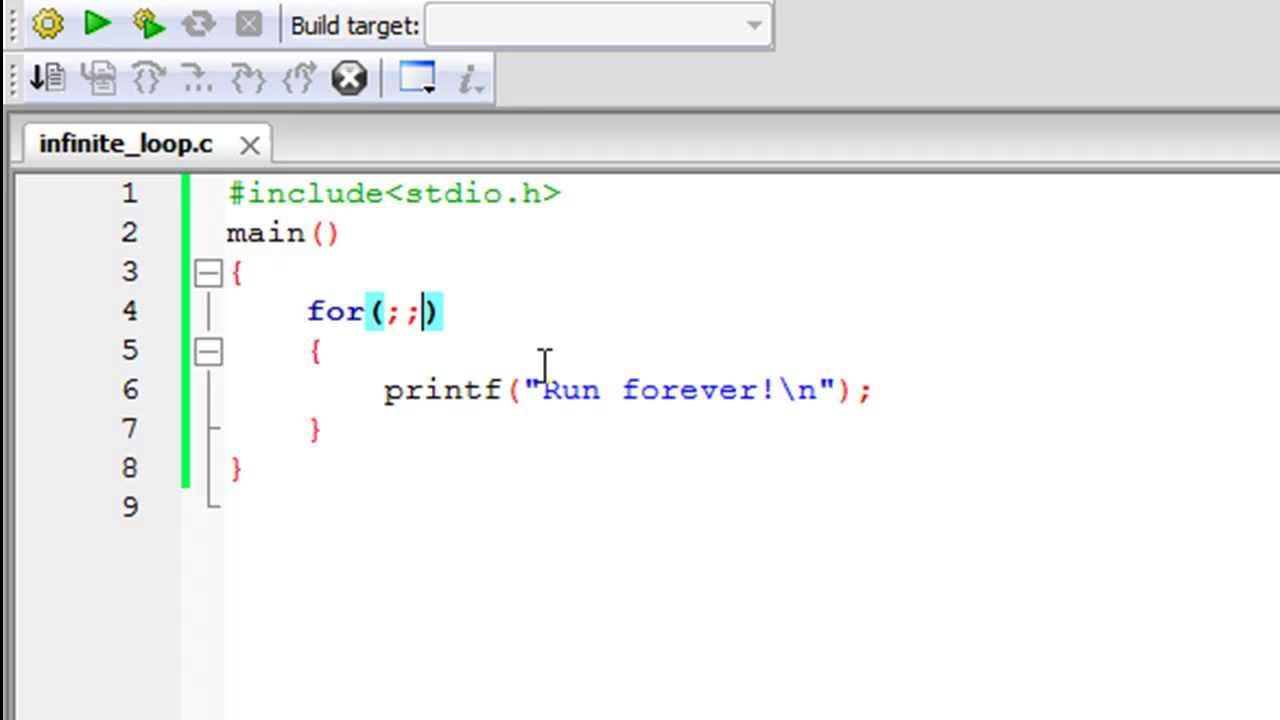 Build target:
infinite_loop.c
1 #include<stdio.h>
2 main()
3 {
4 for(;;)
5 {
6 printf("Run forever!\n");
7 }
8 }
9